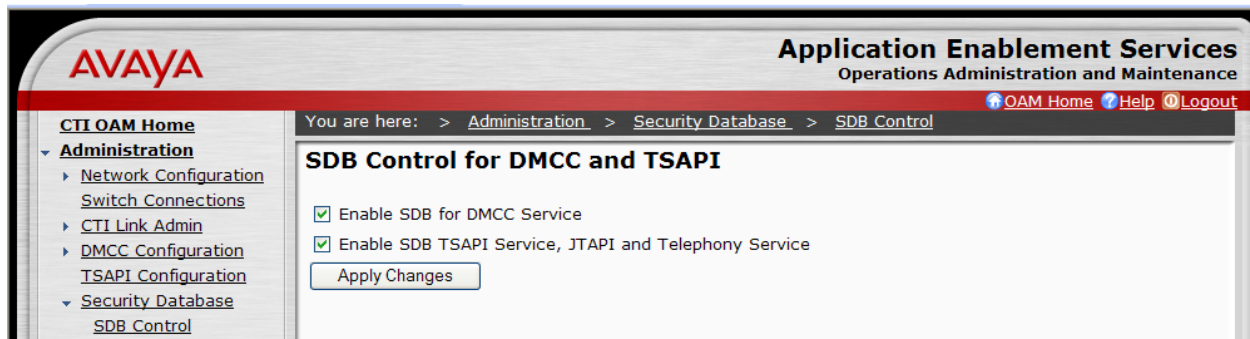 AVAYA
Application Enablement Services
Operations Administration and Maintenance
OAM Home ? Help Logout
CTI OAM Home
You are here: > Administration > Security Database > SDB Control
Administration
Network Configuration
Switch Connections
CTI Link Admin
DMCC Configuration
TSAPI Configuration
Security Database
SDB Control
SDB Control for DMCC and TSAPI
Enable SDB for DMCC Service
Enable SDB TSAPI Service, JTAPI and Telephony Service
Apply Changes